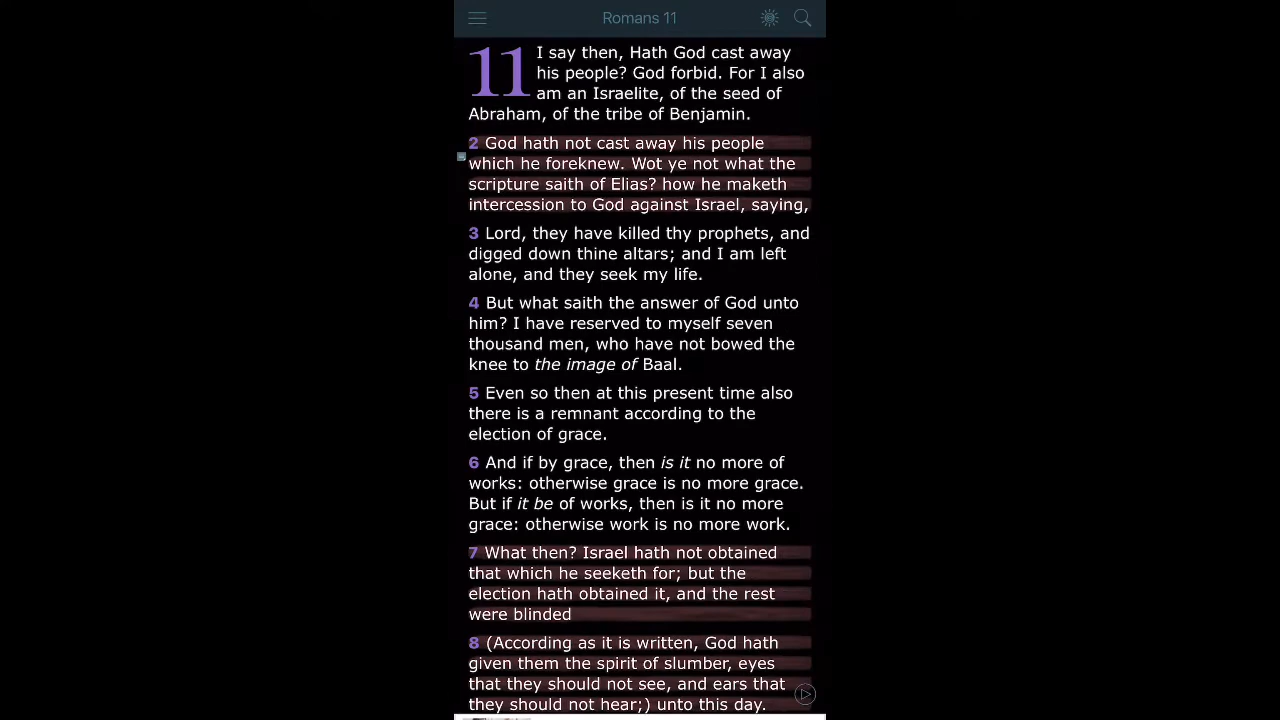 Romans 11
11 I say then, Hath God cast away
his people? God forbid. For I also
am an Israelite, of the seed of
Abraham, of the tribe of Benjamin.
2 God hath not cast away his people
which he foreknew. Wot ye not what the
scripture saith of Elias? how he maketh
intercession to God against Israel, saying,
3 Lord, they have killed thy prophets, and
digged down thine altars; and I am left
alone, and they seek my life.
4 But what saith the answer of God unto
him? I have reserved to myself seven
thousand men, who have not bowed the
knee to the image of Baal.
5 Even so then at this present time also
there is a remnant according to the
election of grace.
6 And if by grace, then is it no more of
works: otherwise grace is no more grace.
But if it be of works, then is it no more
grace: otherwise work is no more work.
7 What then? Israel hath not obtained
that which he seeketh for; but the
election hath obtained it, and the rest
were blinded
8 (According as it is written, God hath
given them the spirit of slumber, eyes
that they should not see, and ears that
they should not hear;) unto this day.